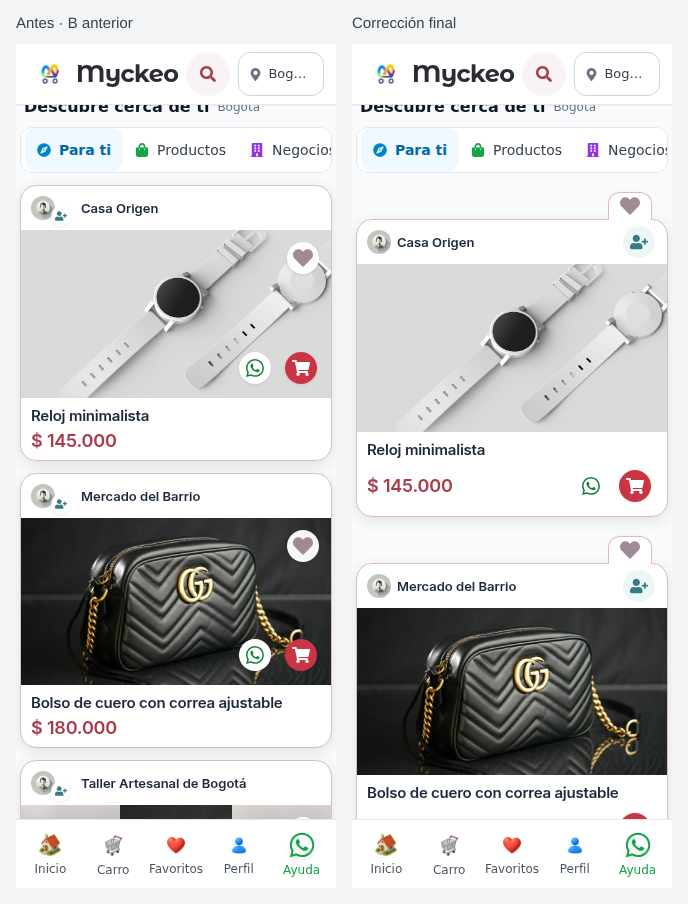 Antes · B anterior
Myckeo
Bog...
Descubre cerca de ti Bogotá
Para ti
Productos
Negocios
Casa Origen
Reloj minimalista
$ 145.000
Mercado del Barrio
Bolso de cuero con correa ajustable
$ 180.000
Taller Artesanal de Bogotá
Inicio
Carro
Favoritos
Perfil
Ayuda
Corrección final
Myckeo
Bog...
Descubre cerca de ti Bogotá
Para ti
Productos
Negocios
Casa Origen
Reloj minimalista
$ 145.000
Mercado del Barrio
Bolso de cuero con correa ajustable
Inicio
Carro
Favoritos
Perfil
Ayuda